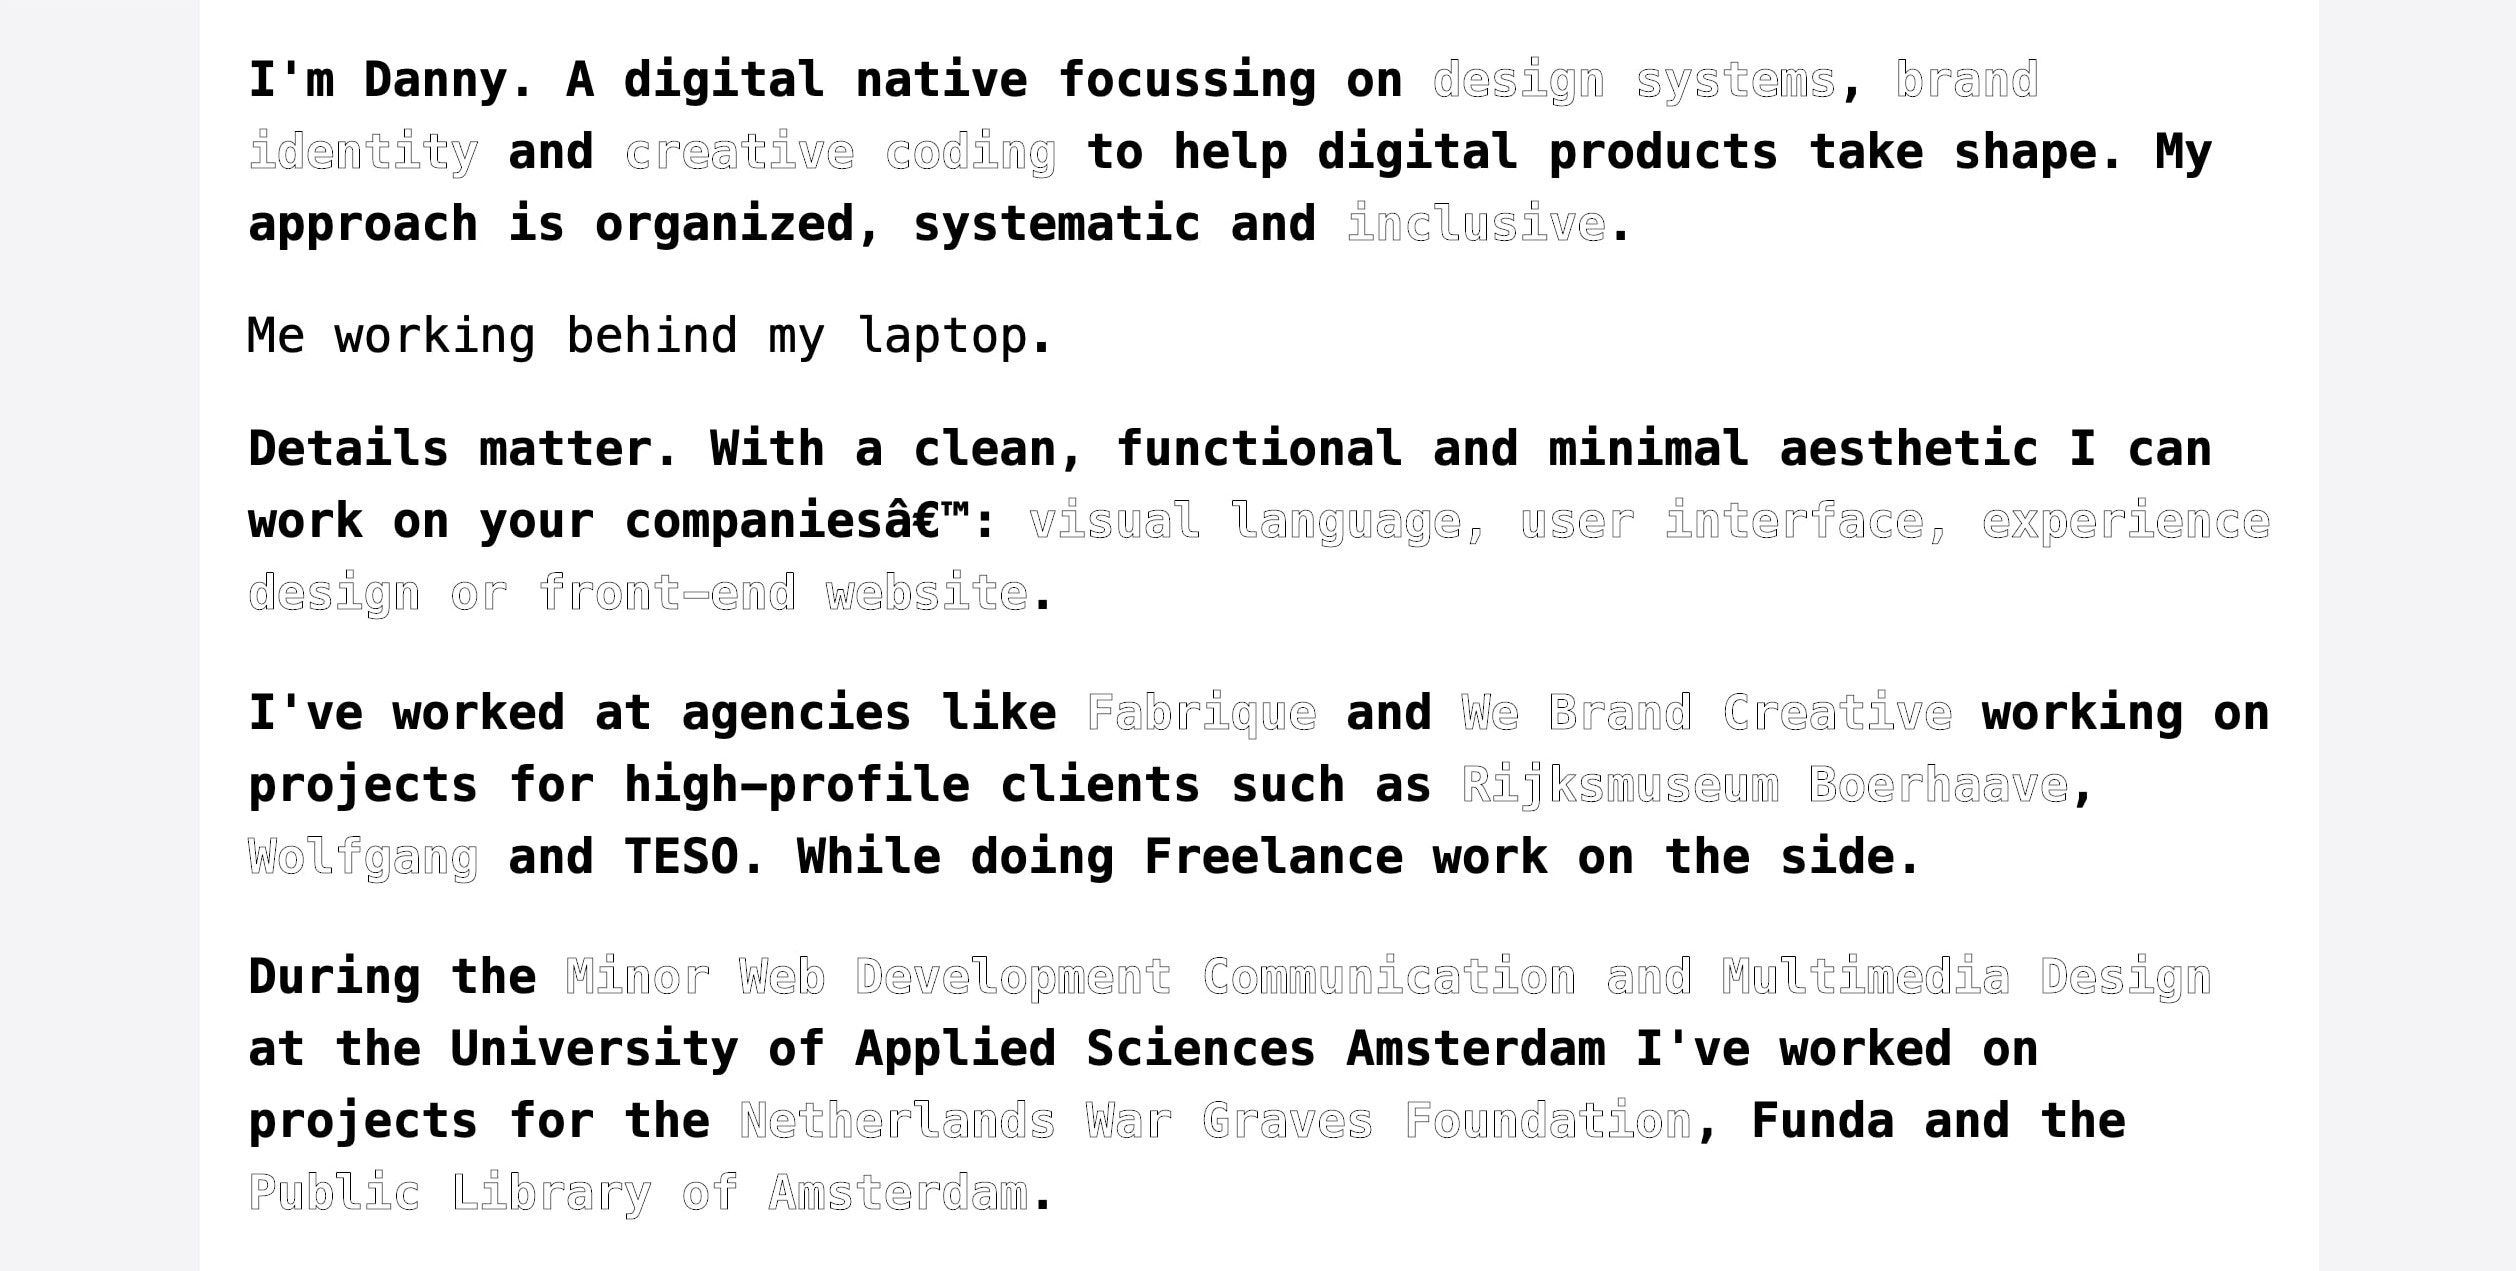 I'm Danny. A digital native focussing on design systems, brand
identity and creative coding to help digital products take shape. My
approach is organized, systematic and inclusive.
Me working behind my laptop.
Details matter. With a clean, functional and minimal aesthetic I can
work on your companiesâ€™: visual language, user interface, experience
design or front-end website.
I've worked at agencies like Fabrique and We Brand Creative working on
projects for high-profile clients such as Rijksmuseum Boerhaave,
Wolfgang and TESO. While doing Freelance work on the side.
During the Minor Web Development Communication and Multimedia Design
at the University of Applied Sciences Amsterdam I've worked on
projects for the Netherlands War Graves Foundation, Funda and the
Public Library of Amsterdam.